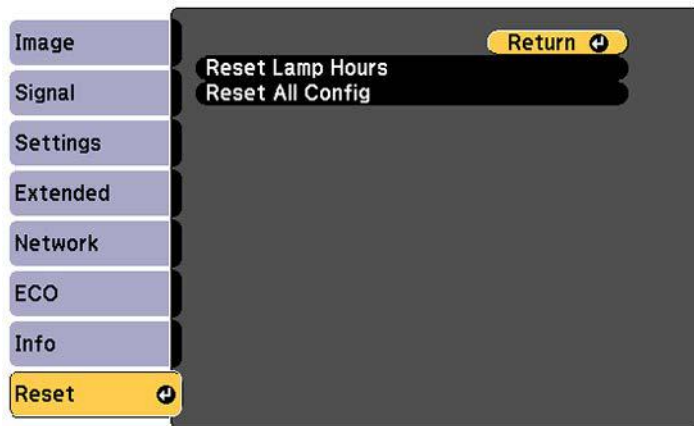 Image
Signal
Settings
Extended
Network
ECO
Info
Reset
Return
Reset Lamp Hours
Reset All Config